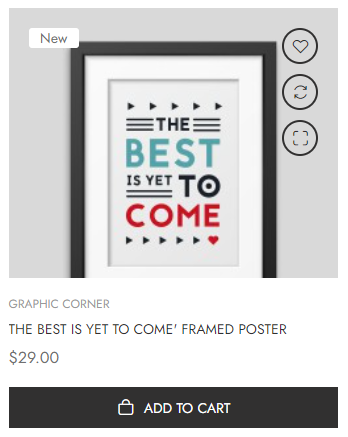 New
THE
BEST
IS YET TO
COME
GRAPHIC CORNER
THE BEST IS YET TO COME' FRAMED POSTER
$29.00
ADD TO CART